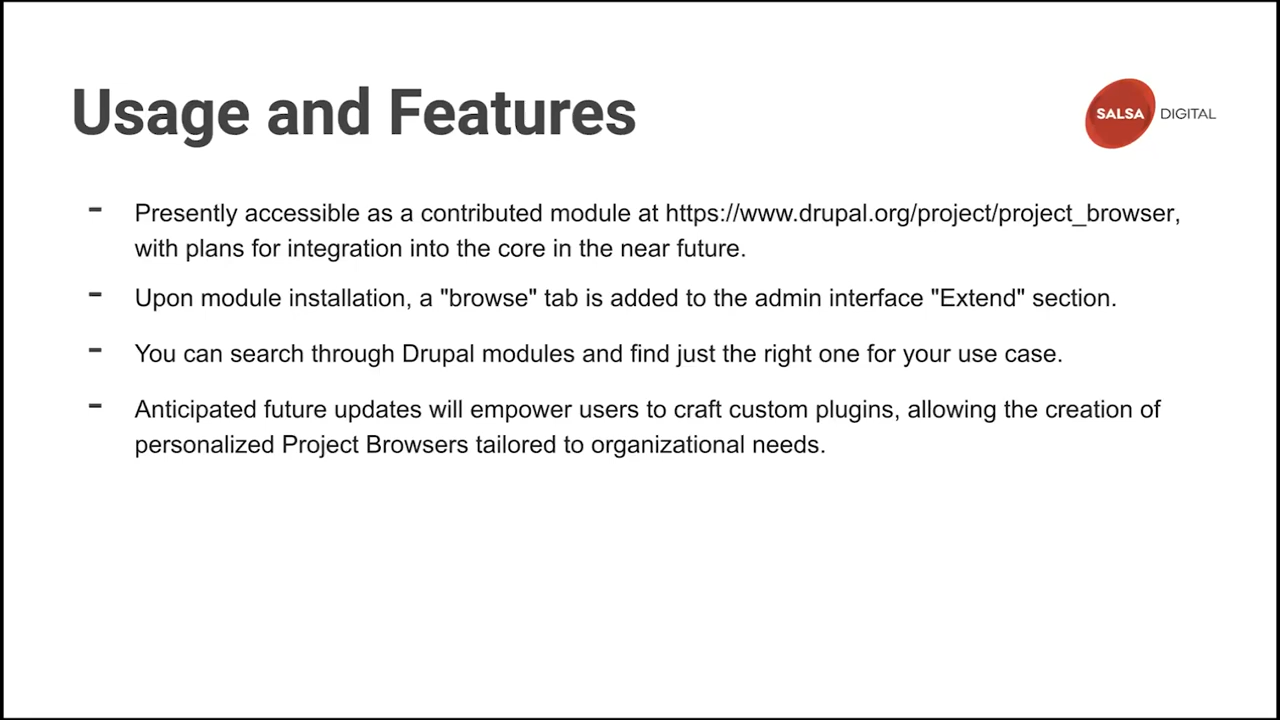 Usage and Features
SALSA DIGITAL
- Presently accessible as a contributed module at https://www.drupal.org/project/project_browser,
with plans for integration into the core in the near future.
- Upon module installation, a "browse" tab is added to the admin interface "Extend" section.
- You can search through Drupal modules and find just the right one for your use case.
- Anticipated future updates will empower users to craft custom plugins, allowing the creation of
personalized Project Browsers tailored to organizational needs.